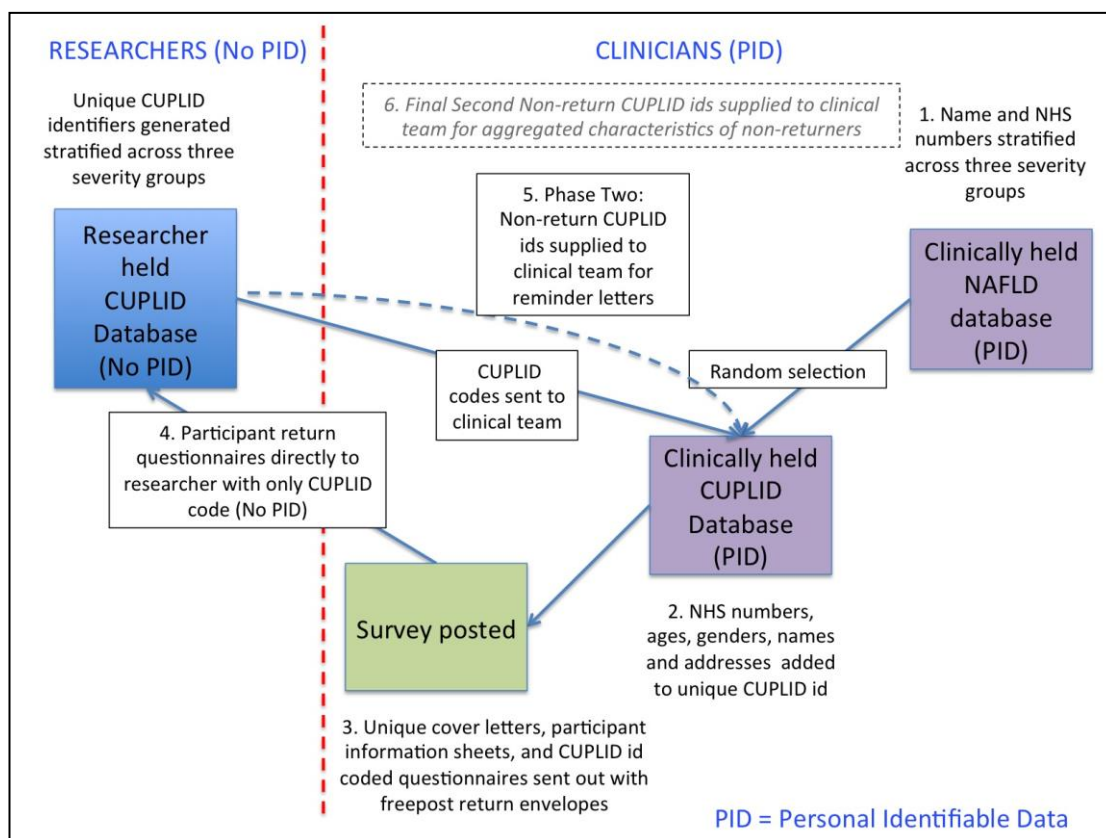 RESEARCHERS (No PID)
CLINICIANS (PID)
Unique CUPLID
identifiers generated
stratified across three
severity groups
6. Final Second Non-return CUPLID ids supplied to clinical
team for aggregated characteristics of non-returners
1. Name and NHS
numbers stratified
across three severity
groups
5. Phase Two:
Non-return CUPLID
ids supplied to
clinical team for
reminder letters
Researcher
held
CUPLID
Database
(No PID)
Clinically held
NAFLD
database
(PID)
CUPLID
codes sent to
clinical team
Random selection
4. Participant return
questionnaires directly to
researcher with only CUPLID
code (No PID)
Clinically held
CUPLID
Database
(PID)
Survey posted
2. NHS numbers,
ages, genders, names
and addresses added
to unique CUPLID id
3. Unique cover letters, participant
information sheets, and CUPLID id
coded questionnaires sent out with
freepost return envelopes
PID = Personal Identifiable Data